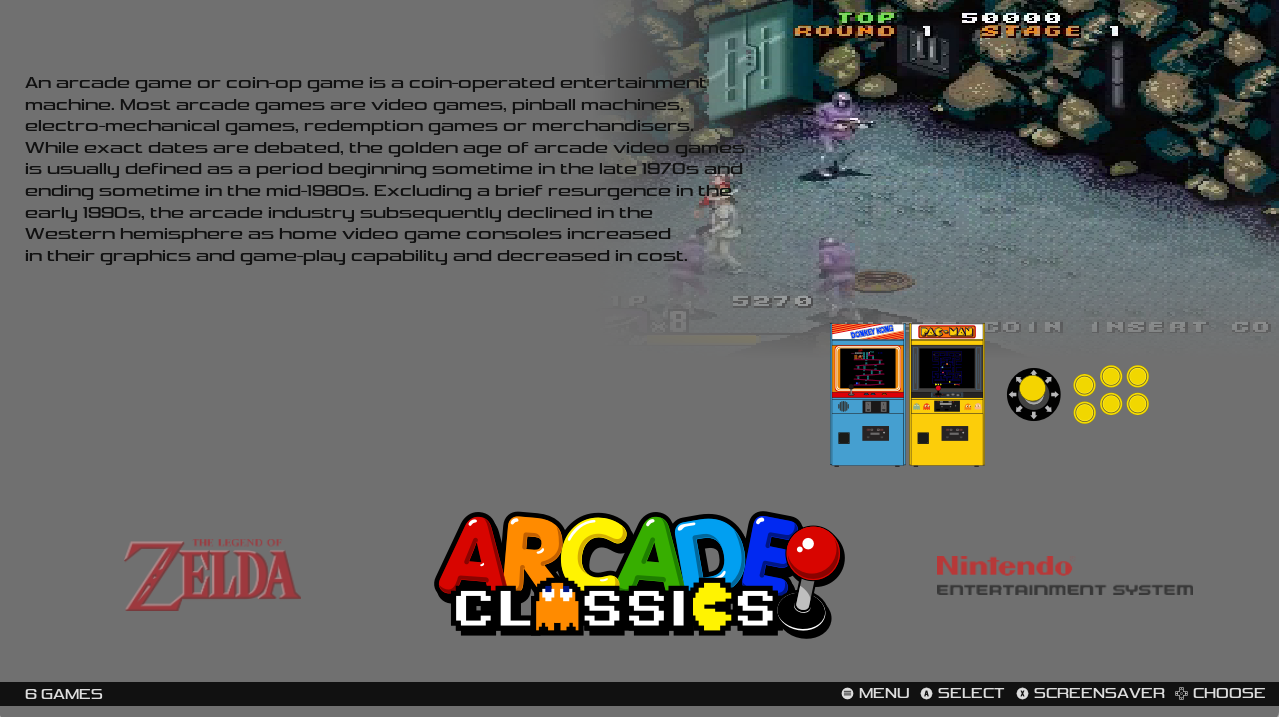 TOP 50000
ROUND 1 STAGE 1
An arcade game or coin-op game is a coin-operated entertainment
machine. Most arcade games are video games, pinball machines,
electro-mechanical games, redemption games or merchandisers.
While exact dates are debated, the golden age of arcade video games
is usually defined as a period beginning sometime in the late 1970s and
ending sometime in the mid-1980s. Excluding a brief resurgence in the
early 1990s, the arcade industry subsequently declined in the
Western hemisphere as home video game consoles increased
in their graphics and game-play capability and decreased in cost.
1P 5270
x8
COIN INSERT CO
DONKEY KONG
PAC-MAN
THE LEGEND OF
ZELDA
ARCADE
CLASSICS
Nintendo
ENTERTAINMENT SYSTEM
6 GAMES
MENU A SELECT X SCREENSAVER CHOOSE